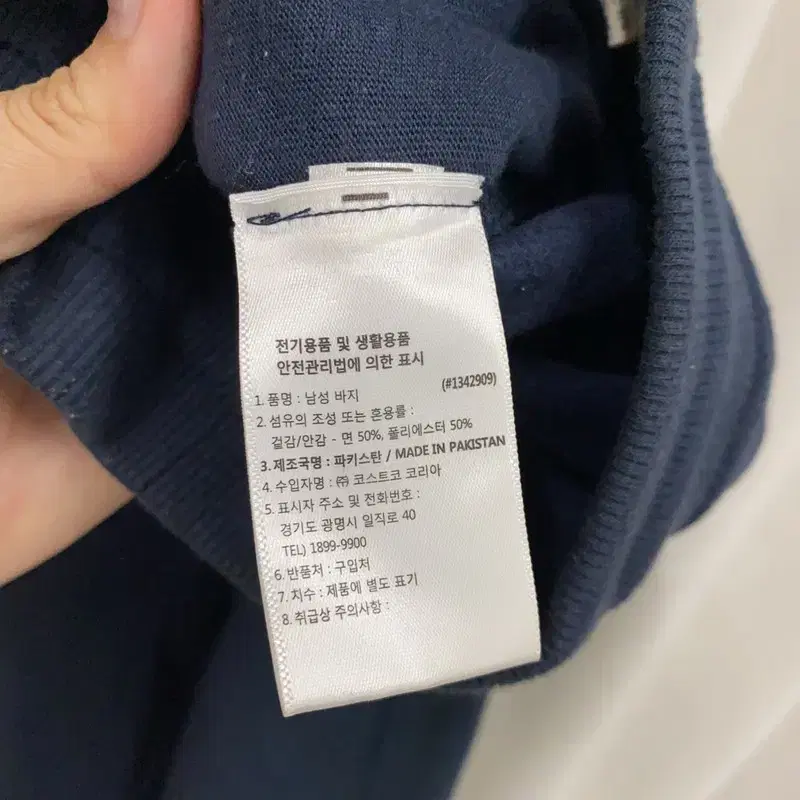 전기용품 및 생활용품
안전관리법에 의한 표시
1. 품명 : 남성 바지 (#1342909)
2. 섬유의 조성 또는 혼용률 :
겉감/안감 - 면 50%, 폴리에스터 50%
3. 제조국명 : 파키스탄 / MADE IN PAKISTAN
4. 수입자명 : ㈜ 코스트코 코리아
5. 표시자 주소 및 전화번호 :
경기도 광명시 일직로 40
TEL) 1899-9900
6. 반품처 : 구입처
7. 치수 : 제품에 별도 표기
8. 취급상 주의사항 :